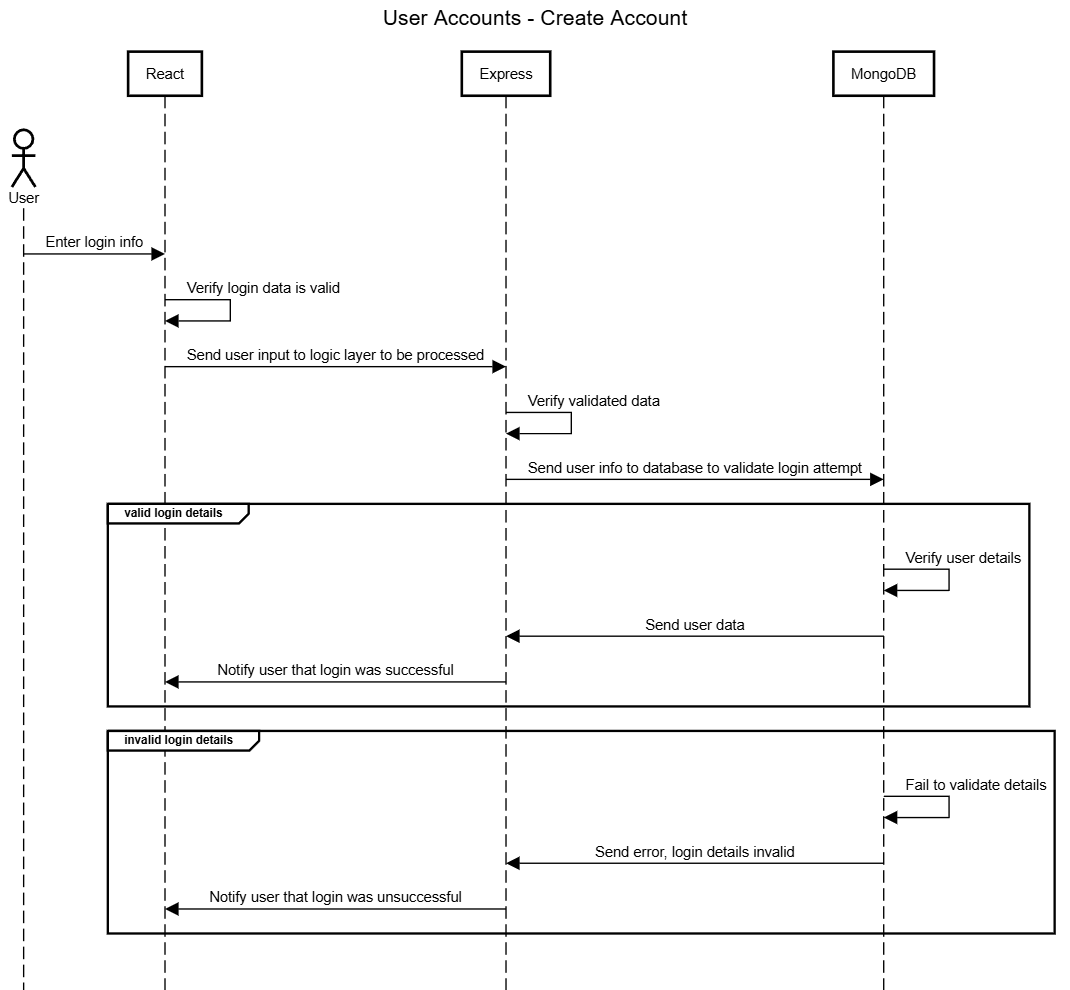 User Accounts - Create Account
React
Express
MongoDB
User
Enter login info
Verify login data is valid
Send user input to logic layer to be processed
Verify validated data
Send user info to database to validate login attempt
valid login details
Verify user details
Send user data
Notify user that login was successful
invalid login details
Fail to validate details
Send error, login details invalid
Notify user that login was unsuccessful